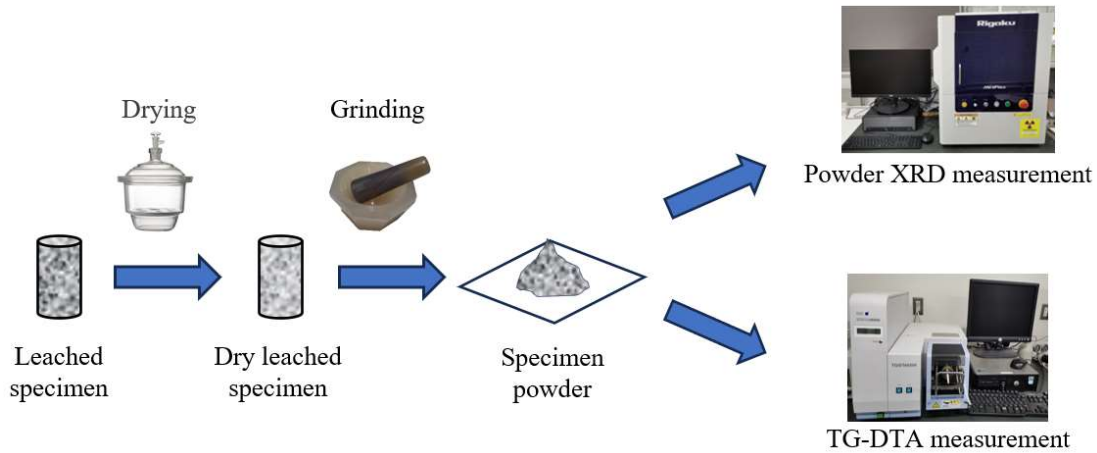 Drying
Grinding
Leached
specimen
Dry leached
specimen
Specimen
powder
Rigaku
Powder XRD measurement
TG-DTA measurement